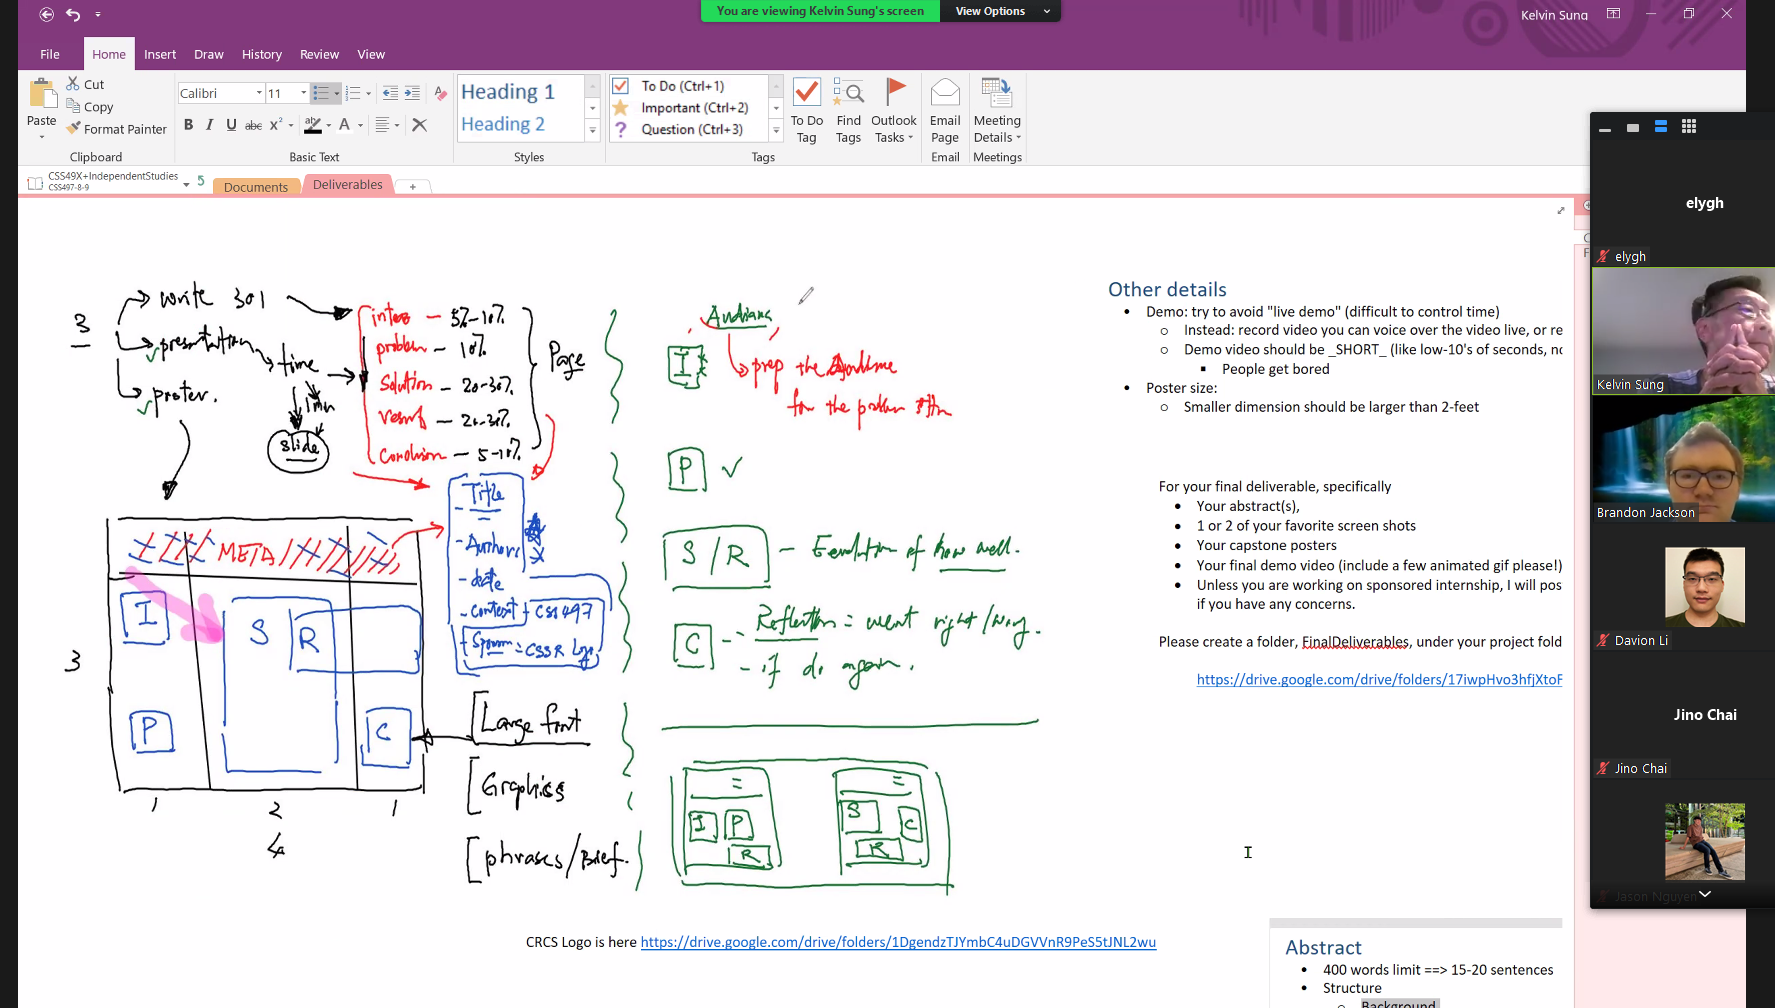 You are viewing Kelvin Sung's screen
View Options
Kelvin Sung
File
Home
Insert
Draw
History
Review
View
Paste
Cut
Copy
Format Painter
Clipboard
Calibri
11
B I U abc x²
A
Basic Text
Heading 1
Heading 2
Styles
To Do (Ctrl+1)
Important (Ctrl+2)
Question (Ctrl+3)
Tags
To Do
Tag
Find
Tags
Outlook
Tasks
Email
Page
Email
Meeting
Details
Meetings
CSS49X+IndependentStudies
CSS497-8-9
Documents
Deliverables
3
write 301
presentation
time
1 min
slide
poster.
intro — 5%-10%
problem - 10%
Solution - 20-30%
result - 20-30%
Conclusion - 5-10%
Page
META
I
S
R
P
C
3
1
2
1
4
Title
- Authors
- date
- context CSS497
CSSR
[Large font
[Graphics
[phrases/Brief.
Audience
I
prep the Audience
for the problem
P ✓
S / R - Evolution of how well.
C - Reflection = went right/wrong.
- if do again.
=
I P
R
=
S
C
R
Other details
• Demo: try to avoid "live demo" (difficult to control time)
o Instead: record video you can voice over the video live, or re
o Demo video should be _SHORT_ (like low-10's of seconds, no
▪ People get bored
• Poster size:
o Smaller dimension should be larger than 2-feet
For your final deliverable, specifically
• Your abstract(s),
• 1 or 2 of your favorite screen shots
• Your capstone posters
• Your final demo video (include a few animated gif please!)
• Unless you are working on sponsored internship, I will pos
if you have any concerns.
Please create a folder, FinalDeliverables, under your project fold
https://drive.google.com/drive/folders/17iwpHvo3hfjXtoF
CRCS Logo is here https://drive.google.com/drive/folders/1DgendzTJYmbC4uDGVVnR9PeS5tJNL2wu
Abstract
• 400 words limit ==> 15-20 sentences
• Structure
o Background
elygh
elygh
Kelvin Sung
Brandon Jackson
Davion Li
Jino Chai
Jino Chai
Jason Nguyen